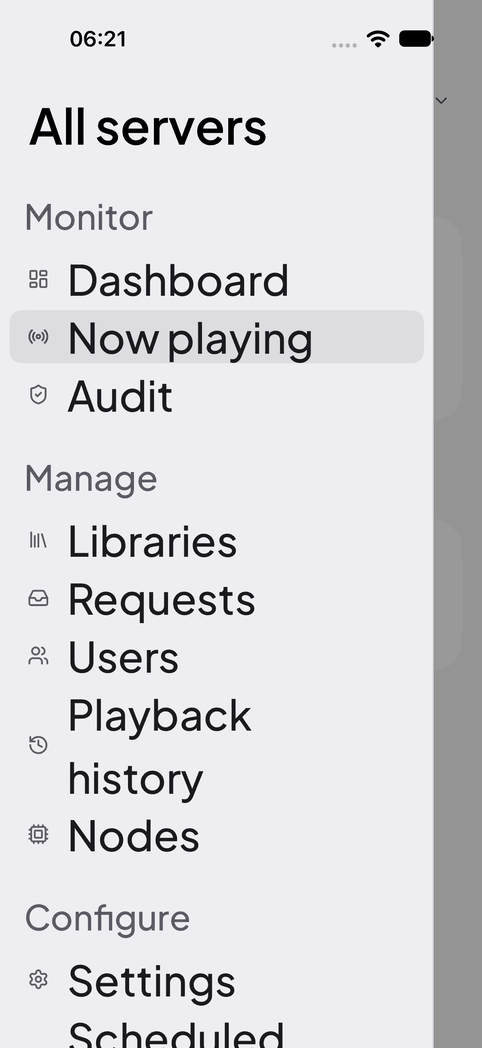 06:21
All servers
Monitor
Dashboard
Now playing
Audit
Manage
Libraries
Requests
Users
Playback
history
Nodes
Configure
Settings
Scheduled